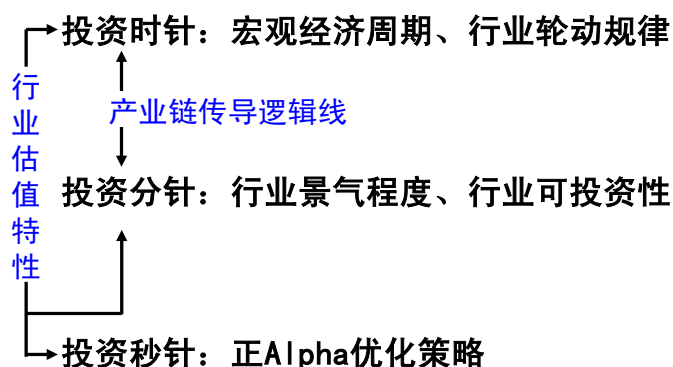 投资时针：宏观经济周期、行业轮动规律
行业估值特性
产业链传导逻辑线
投资分针：行业景气程度、行业可投资性
投资秒针：正Alpha优化策略